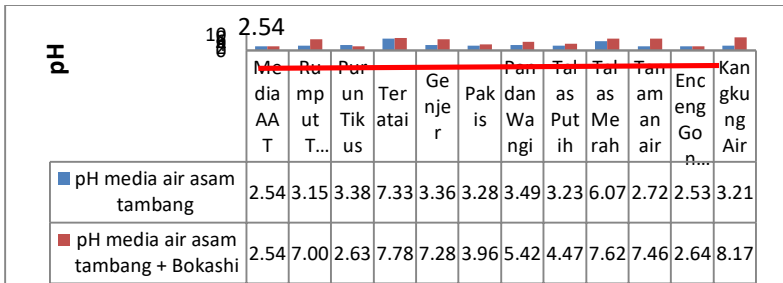 2.54
10
0
pH
Me Ru Pur Ter Ge Pak Pan Tal Tal Tan Enc Kan
dia mp un atai nje is dan as as am eng gku
AA ut Tik r Wa Put Me an Go ng
T T... us ngi ih rah air n... Air
pH media air asam tambang 2.54 3.15 3.38 7.33 3.36 3.28 3.49 3.23 6.07 2.72 2.53 3.21
pH media air asam tambang + Bokashi 2.54 7.00 2.63 7.78 7.28 3.96 5.42 4.47 7.62 7.46 2.64 8.17